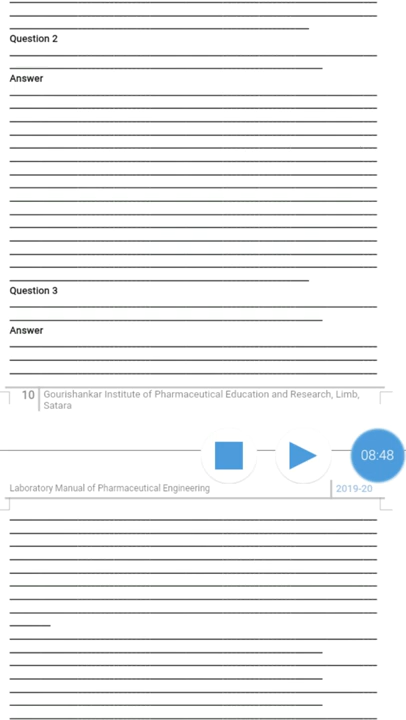 Question 2
Answer
Question 3
Answer
10 Gourishankar Institute of Pharmaceutical Education and Research, Limb,
Satara
08:48
Laboratory Manual of Pharmaceutical Engineering 2019-20